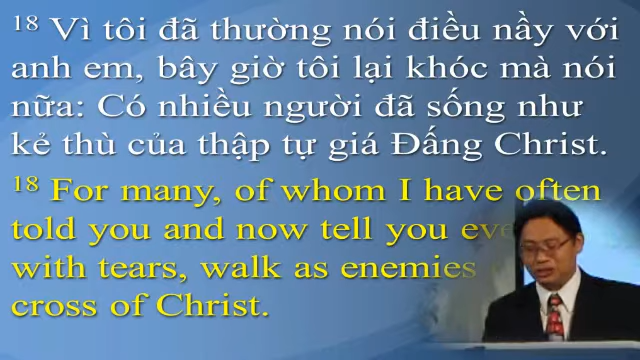 18 Vì tôi đã thường nói điều nầy với
anh em, bây giờ tôi lại khóc mà nói
nữa: Có nhiều người đã sống như
kẻ thù của thập tự giá Đấng Christ.
18 For many, of whom I have often
told you and now tell you
with tears, walk as enemies
cross of Christ.